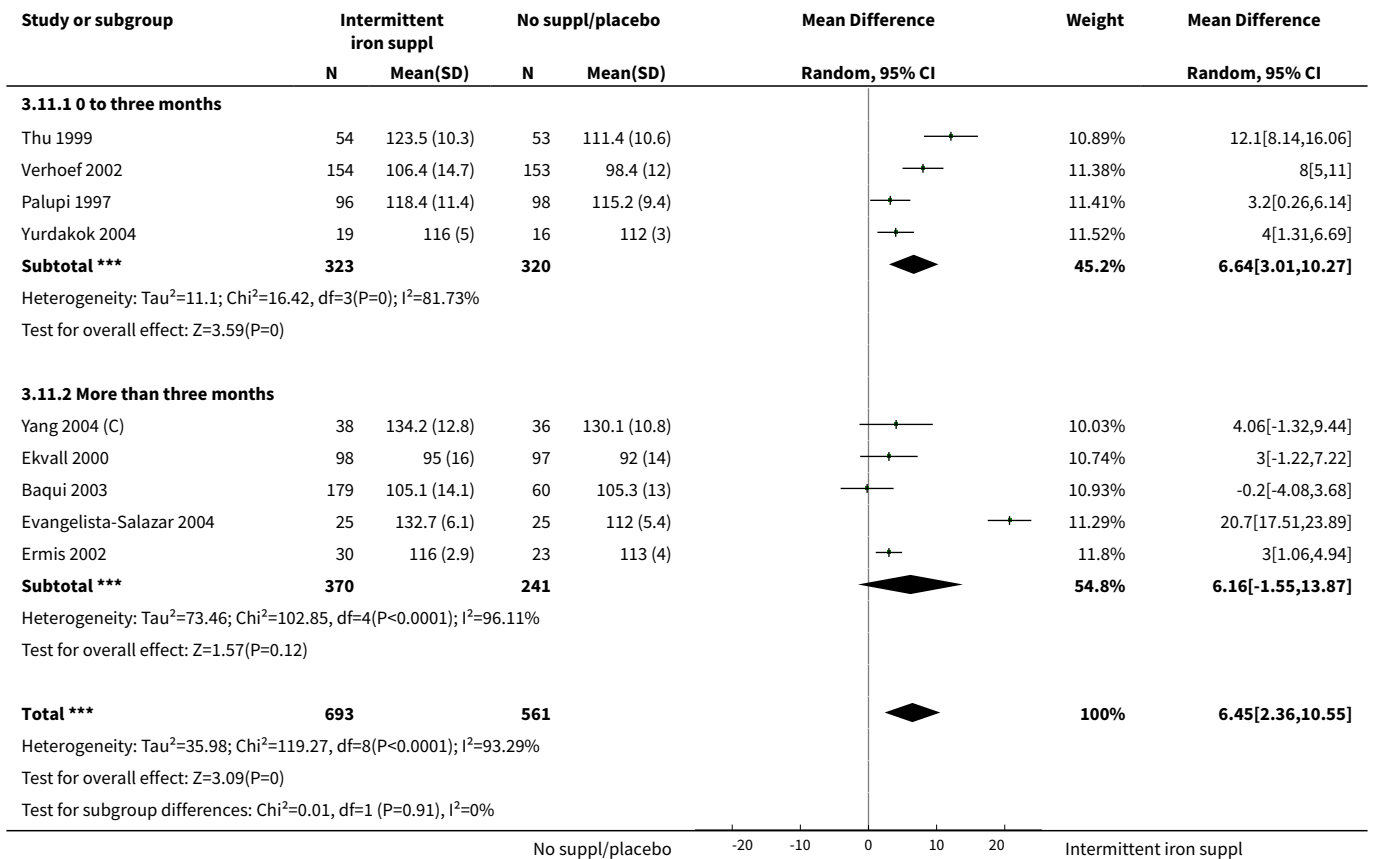 Study or subgroup Intermittent iron suppl No suppl/placebo Mean Difference Weight Mean Difference
N Mean(SD) N Mean(SD) Random, 95% CI Random, 95% CI
3.11.1 0 to three months
Thu 1999 54 123.5 (10.3) 53 111.4 (10.6) 10.89% 12.1[8.14,16.06]
Verhoef 2002 154 106.4 (14.7) 153 98.4 (12) 11.38% 8[5,11]
Palupi 1997 96 118.4 (11.4) 98 115.2 (9.4) 11.41% 3.2[0.26,6.14]
Yurdakok 2004 19 116 (5) 16 112 (3) 11.52% 4[1.31,6.69]
Subtotal *** 323 320 45.2% 6.64[3.01,10.27]
Heterogeneity: Tau²=11.1; Chi²=16.42, df=3(P=0); I²=81.73%
Test for overall effect: Z=3.59(P=0)
3.11.2 More than three months
Yang 2004 (C) 38 134.2 (12.8) 36 130.1 (10.8) 10.03% 4.06[-1.32,9.44]
Ekvall 2000 98 95 (16) 97 92 (14) 10.74% 3[-1.22,7.22]
Baqui 2003 179 105.1 (14.1) 60 105.3 (13) 10.93% -0.2[-4.08,3.68]
Evangelista-Salazar 2004 25 132.7 (6.1) 25 112 (5.4) 11.29% 20.7[17.51,23.89]
Ermis 2002 30 116 (2.9) 23 113 (4) 11.8% 3[1.06,4.94]
Subtotal *** 370 241 54.8% 6.16[-1.55,13.87]
Heterogeneity: Tau²=73.46; Chi²=102.85, df=4(P<0.0001); I²=96.11%
Test for overall effect: Z=1.57(P=0.12)
Total *** 693 561 100% 6.45[2.36,10.55]
Heterogeneity: Tau²=35.98; Chi²=119.27, df=8(P<0.0001); I²=93.29%
Test for overall effect: Z=3.09(P=0)
Test for subgroup differences: Chi²=0.01, df=1 (P=0.91), I²=0%
No suppl/placebo -20 -10 0 10 20 Intermittent iron suppl